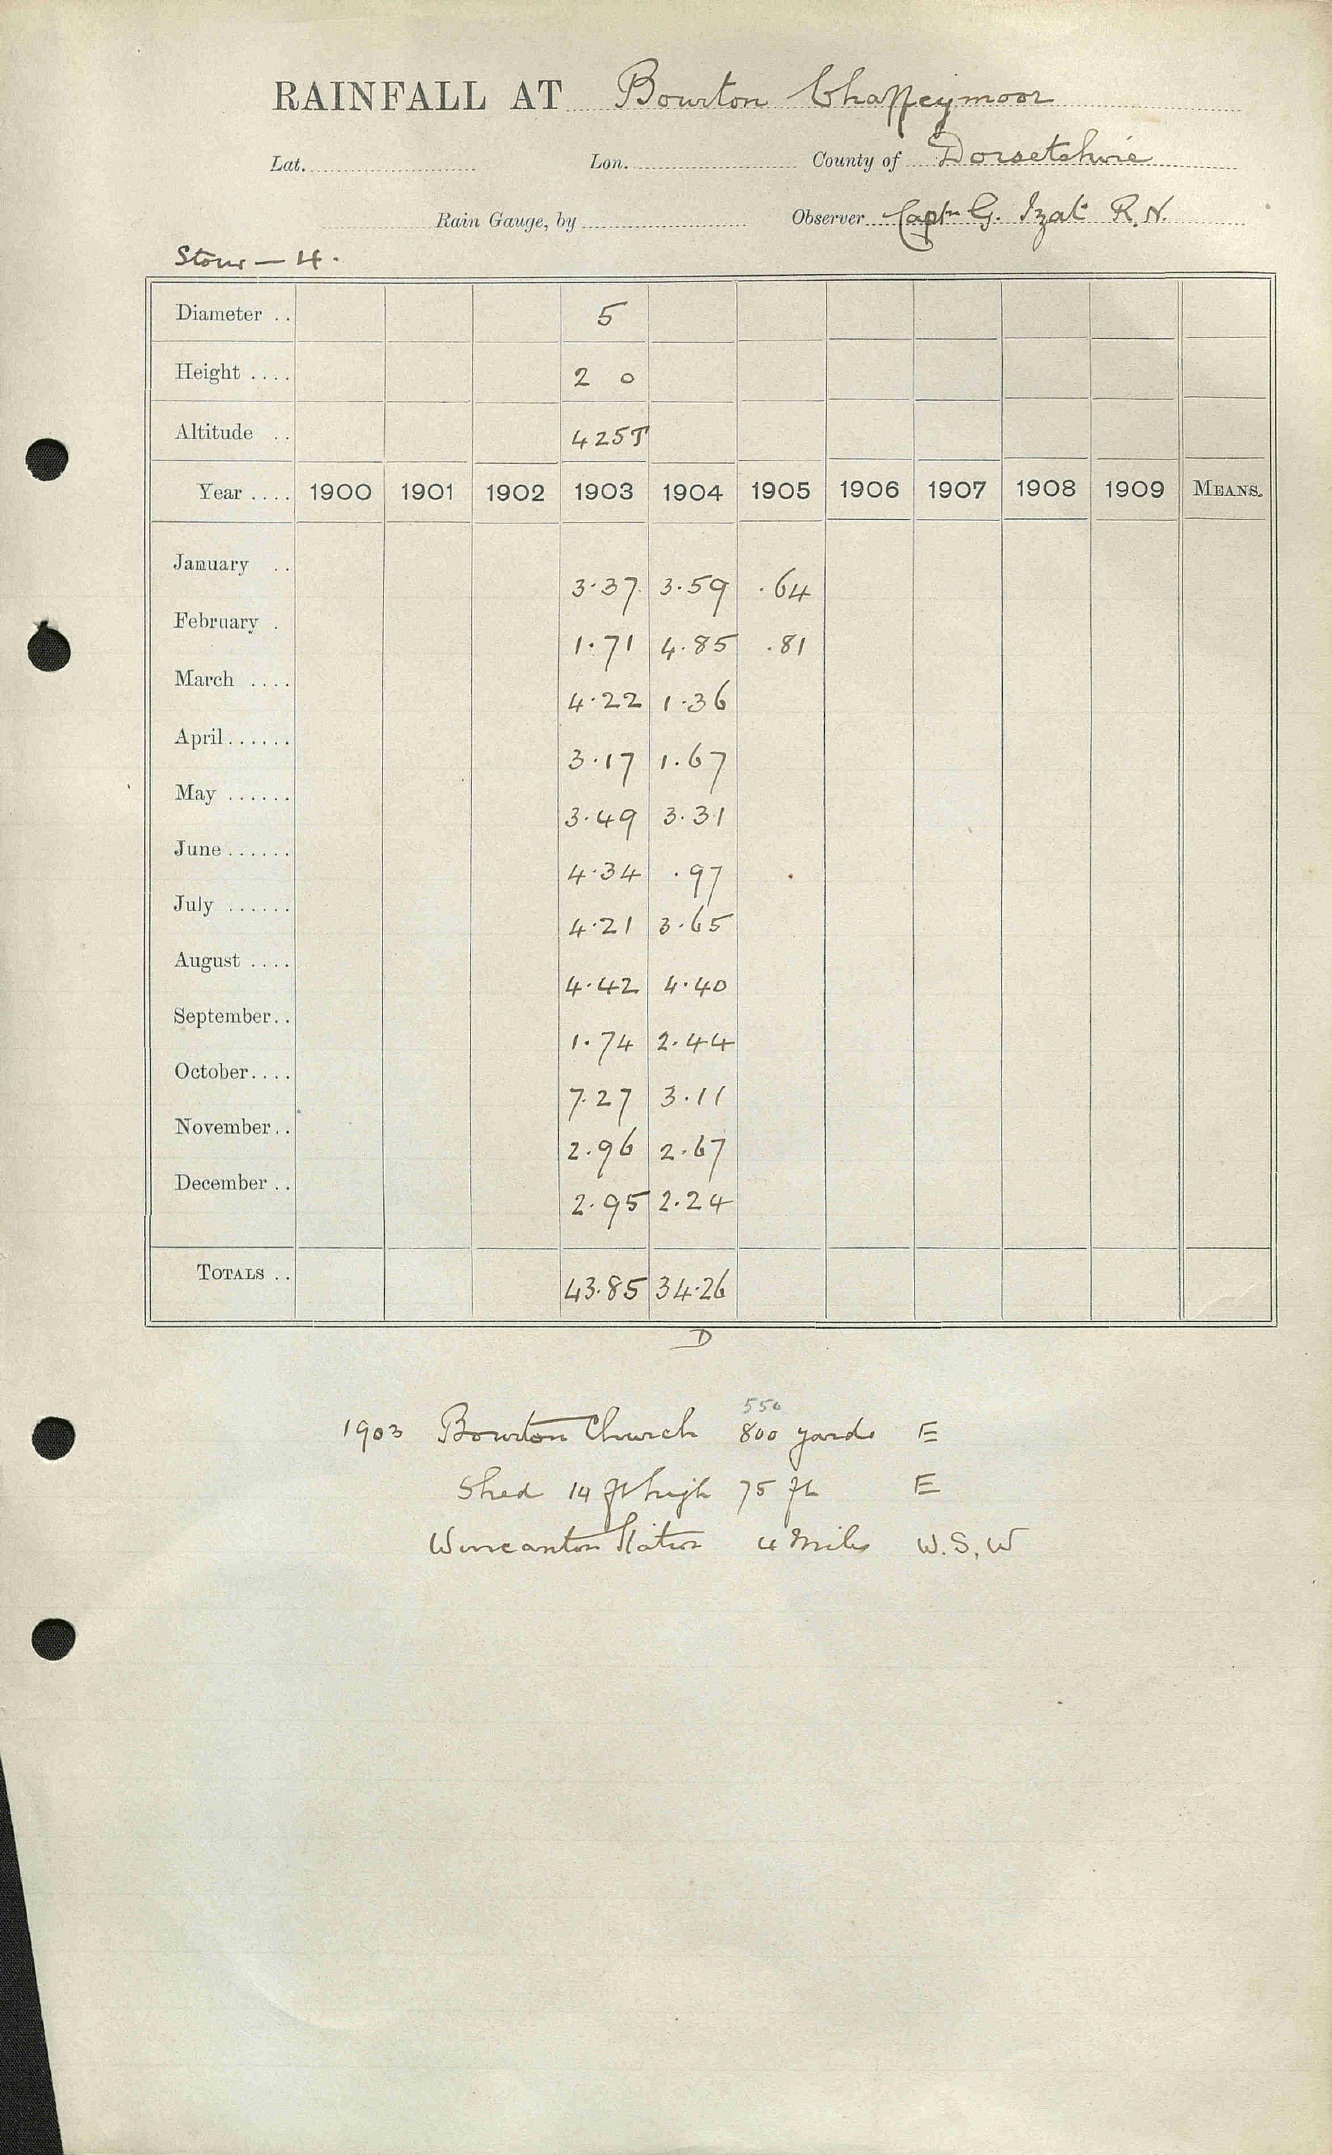 RAINFALL AT Bourton Chaffeymoor
Lat. Lon. County of Dorsetshire
Rain Gauge, by Observer Captn G. Izat R.N.
Stour — 4.
Diameter .. 5
Height .... 2 0
Altitude .. 425T
Year .... 1900 1901 1902 1903 1904 1905 1906 1907 1908 1909 MEANS.
January .. 3.37 3.59 .64
February . 1.71 4.85 .81
March .... 4.22 1.36
April...... 3.17 1.67
May ...... 3.49 3.31
June...... 4.34 .97
July ...... 4.21 3.65
August .... 4.42 4.40
September.. 1.74 2.44
October.... 7.27 3.11
November.. 2.96 2.67
December .. 2.95 2.24
TOTALS .. 43.85 34.26
D
550
1903 Bourton Church 800 yards E
Shed 14 ft high 75 ft E
Wincanton Station 4 Miles W.S.W